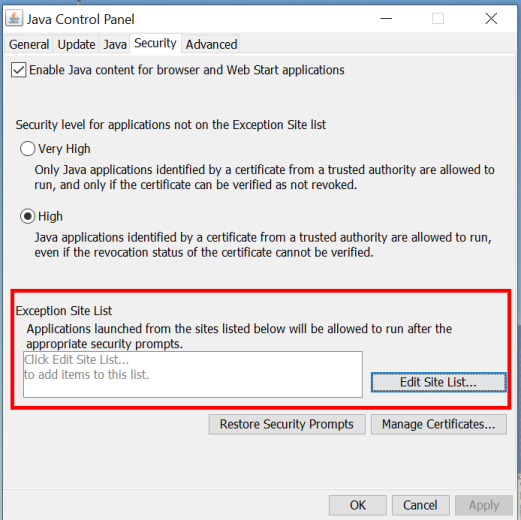 Java Control Panel
General Update Java Security Advanced
Enable Java content for browser and Web Start applications
Security level for applications not on the Exception Site list
Very High
Only Java applications identified by a certificate from a trusted authority are allowed to
run, and only if the certificate can be verified as not revoked.
High
Java applications identified by a certificate from a trusted authority are allowed to run,
even if the revocation status of the certificate cannot be verified.
Exception Site List
Applications launched from the sites listed below will be allowed to run after the
appropriate security prompts.
Click Edit Site List...
to add items to this list.
Edit Site List...
Restore Security Prompts Manage Certificates...
OK Cancel Apply